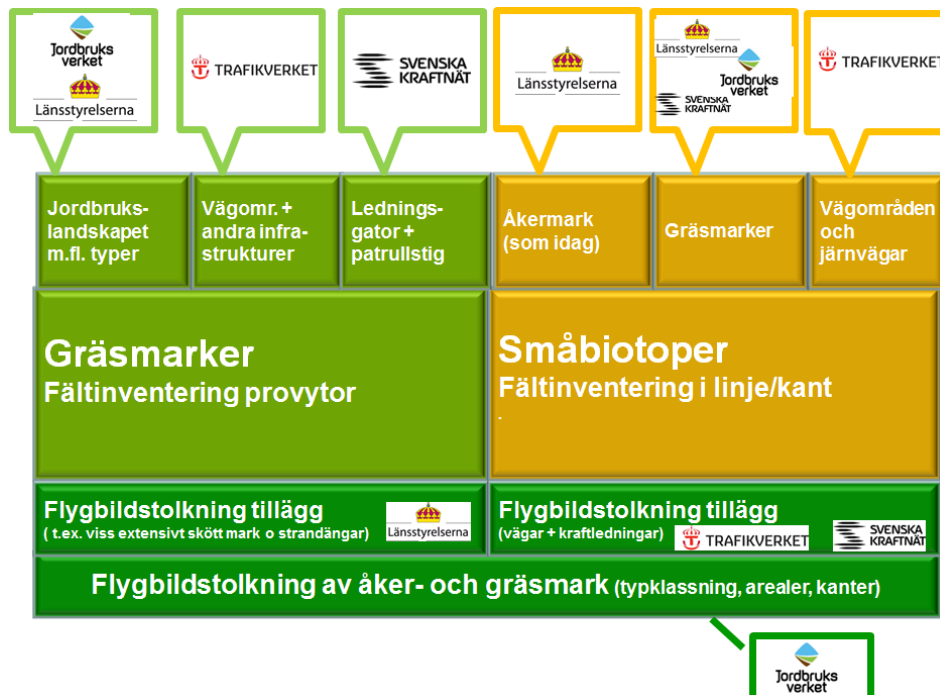 Jordbruks
verket
Länsstyrelserna
TRAFIKVERKET
SVENSKA
KRAFTNÄT
Länsstyrelserna
Länsstyrelserna
Jordbruks
verket
SVENSKA
KRAFTNÄT
TRAFIKVERKET
Jordbruks-
landskapet
m.fl. typer
Vägomr. +
andra infra-
strukturer
Lednings-
gator +
patrullstig
Åkermark
(som idag)
Gräsmarker
Vägområden
och
järnvägar
Gräsmarker
Fältinventering provytor
Småbiotoper
Fältinventering i linje/kant
.
Flygbildstolkning tillägg
( t.ex. viss extensivt skött mark o strandängar)
Länsstyrelserna
Flygbildstolkning tillägg
(vägar + kraftledningar)
TRAFIKVERKET
SVENSKA
KRAFTNÄT
Flygbildstolkning av åker- och gräsmark (typklassning, arealer, kanter)
Jordbruks
verket